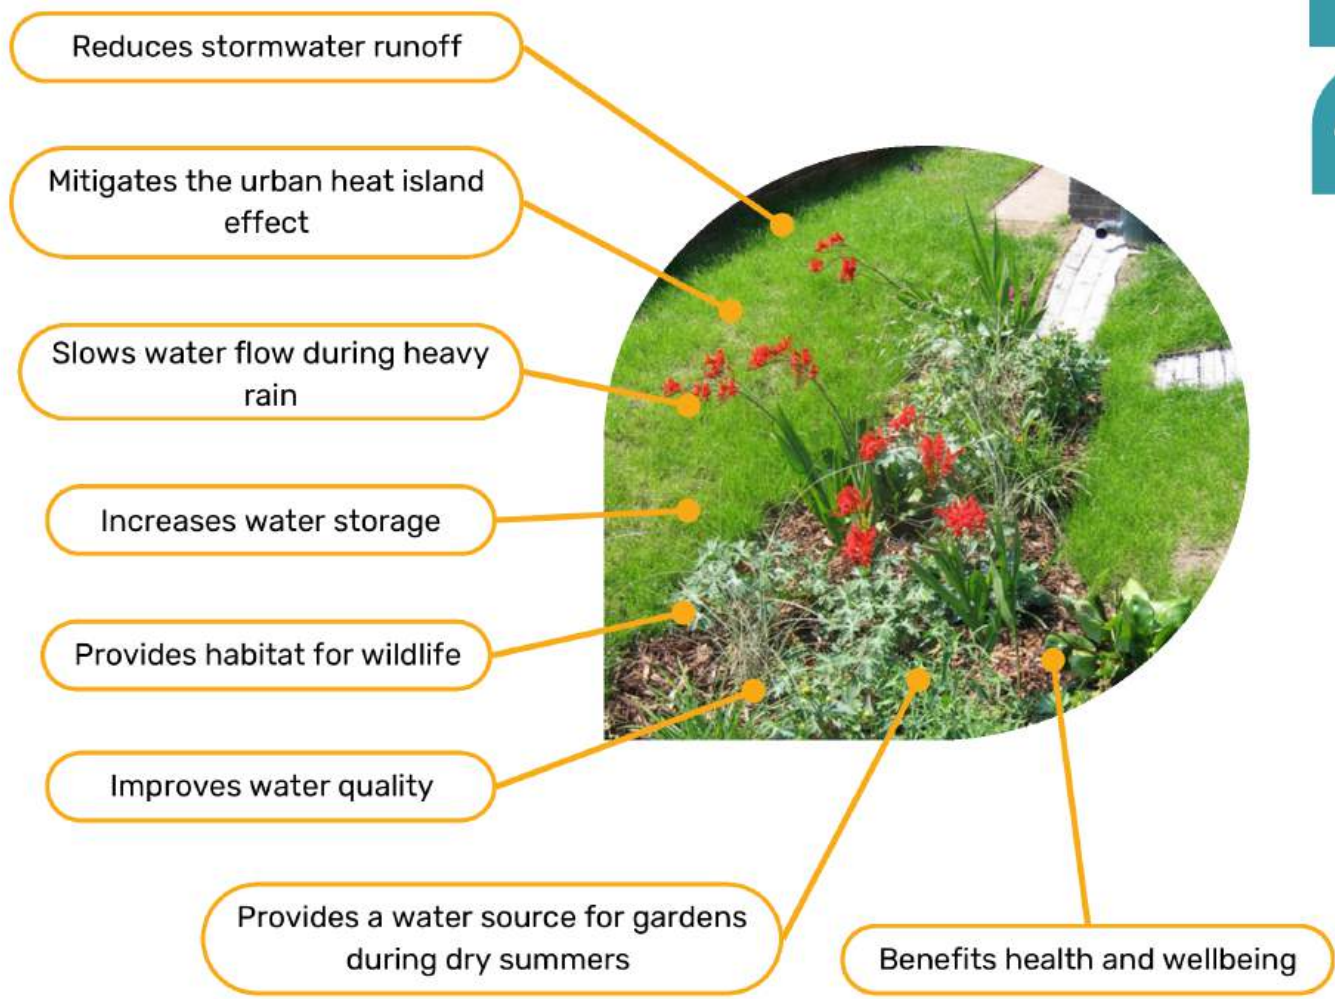 Reduces stormwater runoff
Mitigates the urban heat island
effect
Slows water flow during heavy
rain
Increases water storage
Provides habitat for wildlife
Improves water quality
Provides a water source for gardens
during dry summers
Benefits health and wellbeing